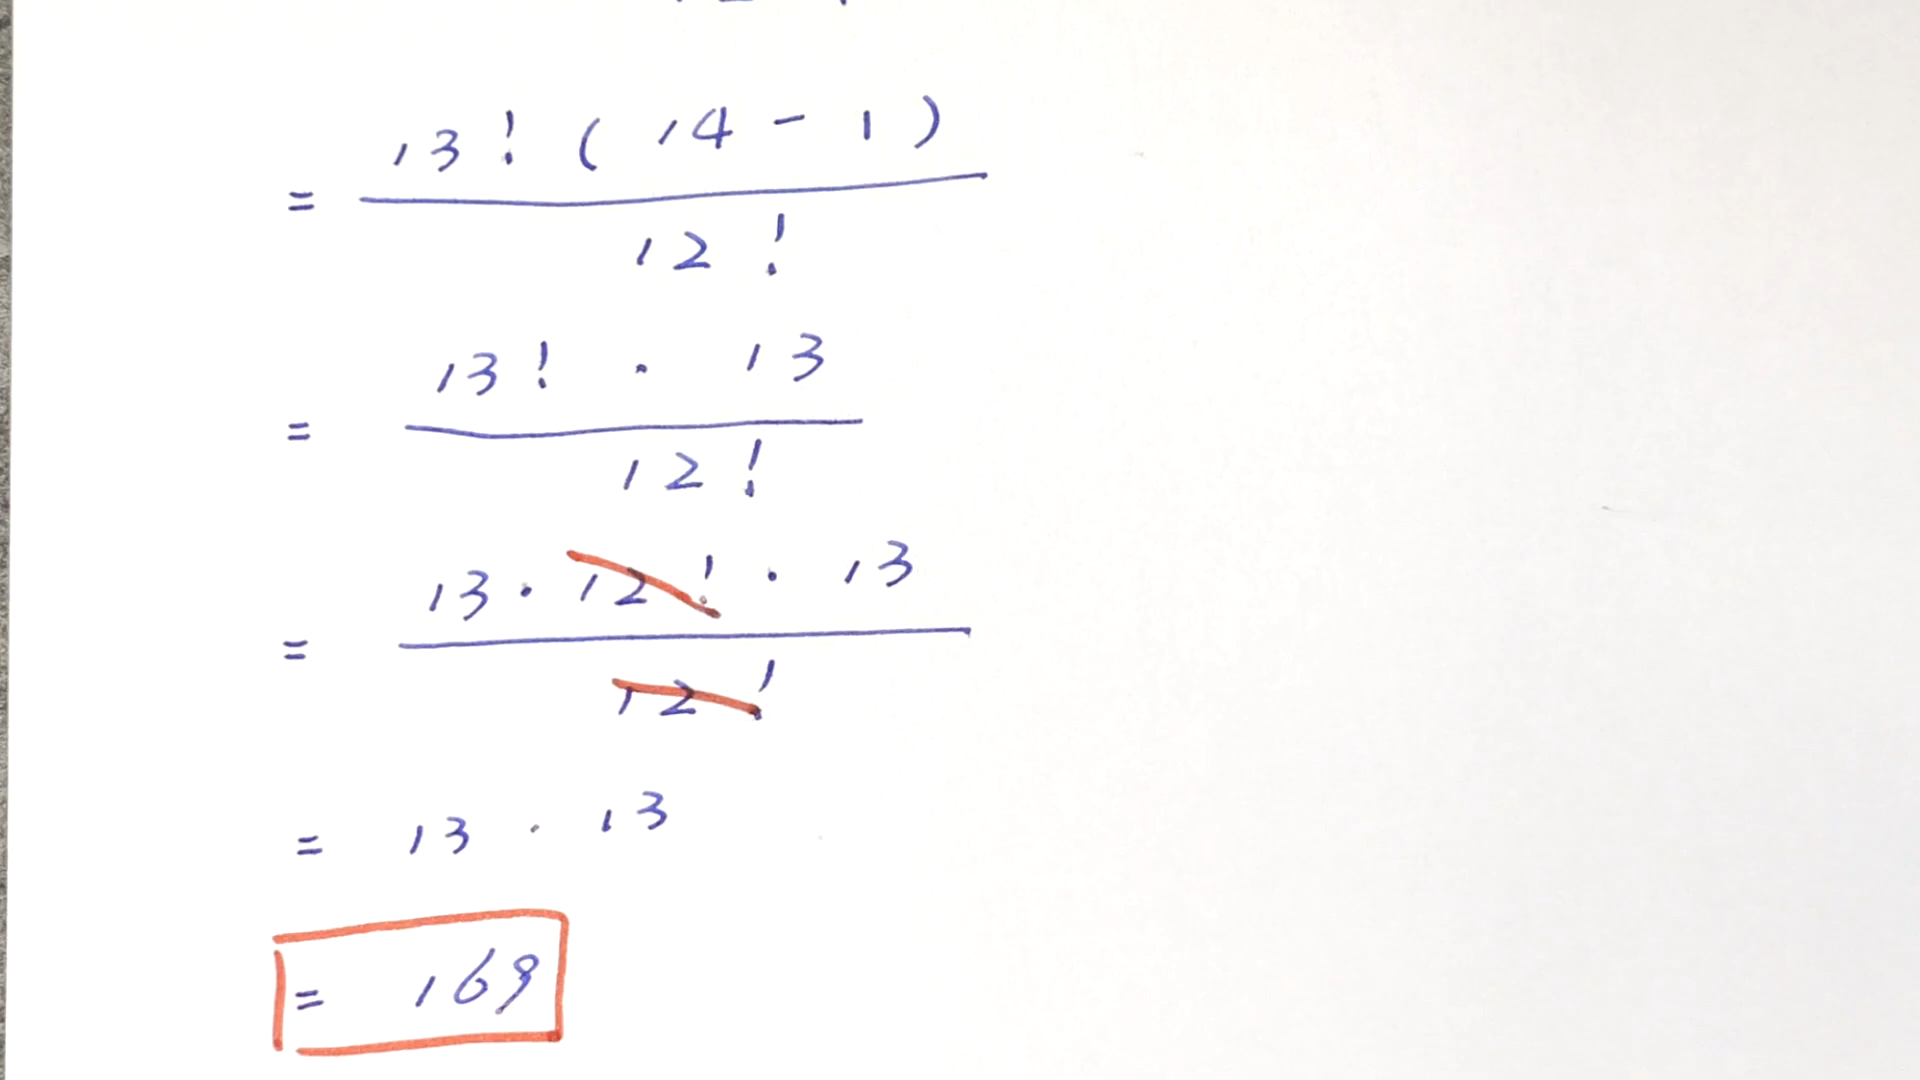 = 13! ( 14 - 1 )
12 !
= 13! · 13
12!
= 13 · 12! · 13
12!
= 13 · 13
= 169